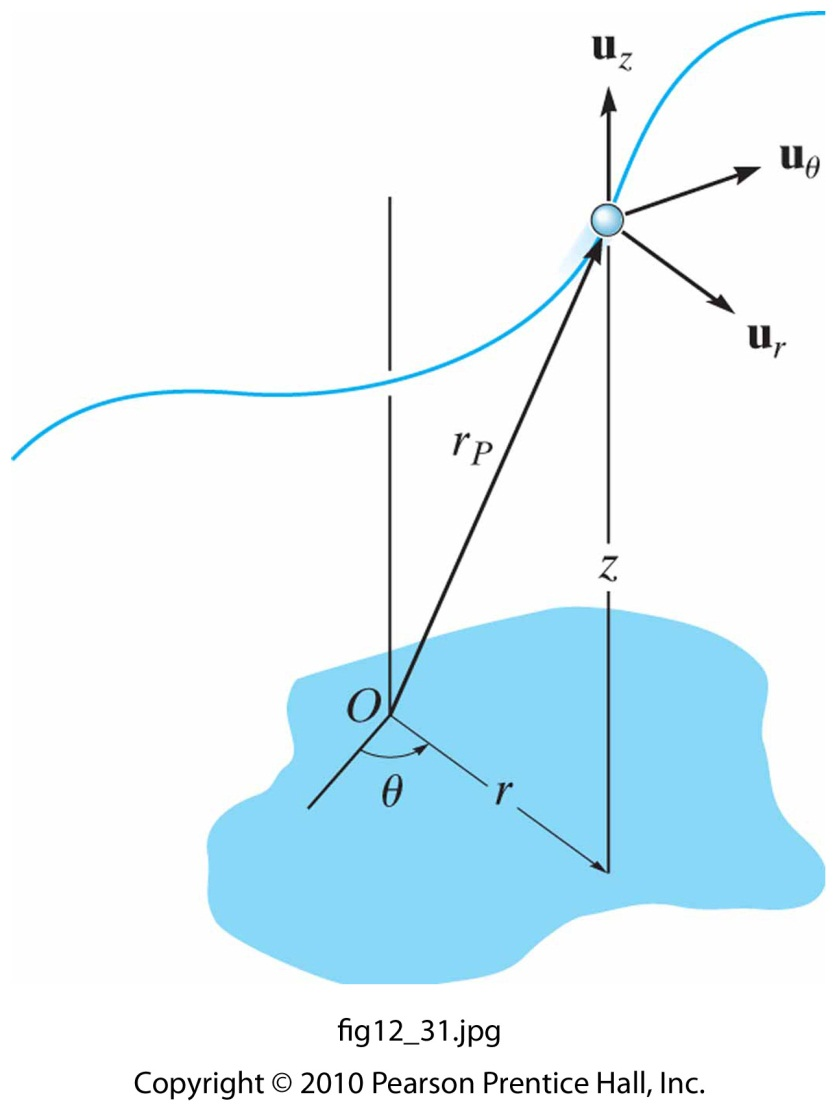 u_z
u_θ
u_r
r_P
z
O
θ
r
fig12_31.jpg
Copyright © 2010 Pearson Prentice Hall, Inc.